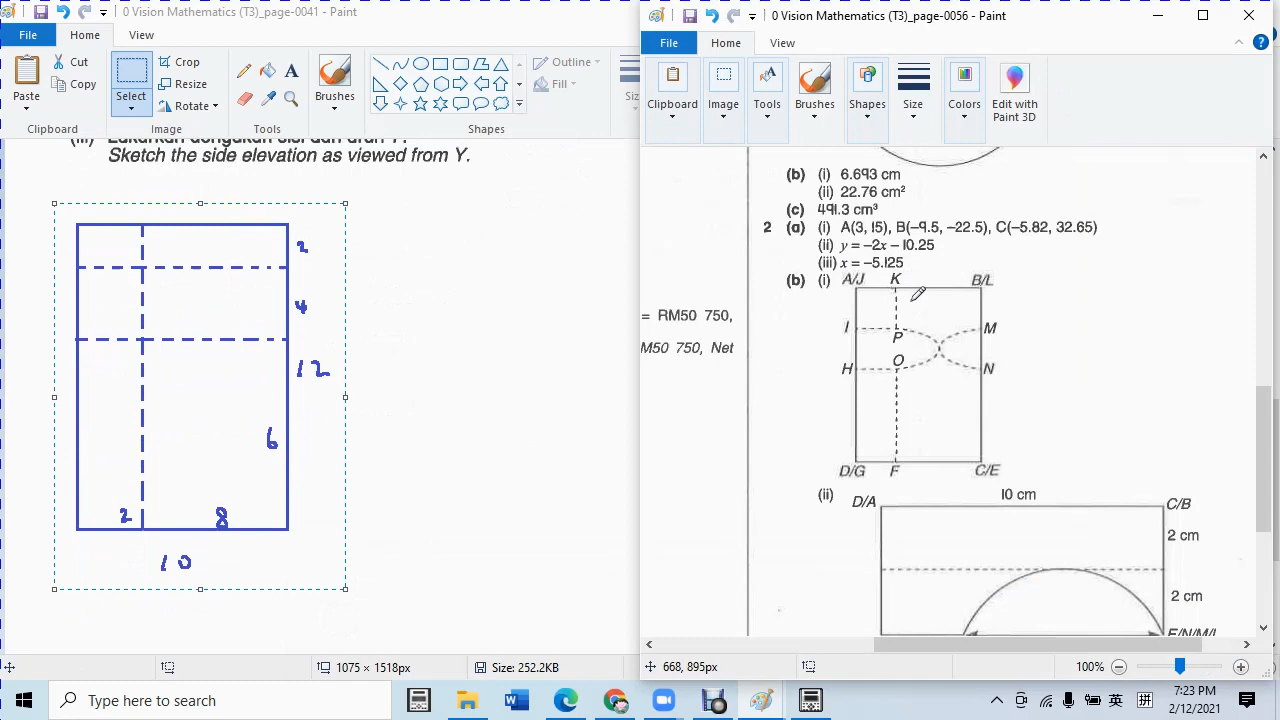 0 Vision Mathematics (T3)_page-0041 - Paint
File
Home
View
Paste
Cut
Copy
Clipboard
Select
Crop
Resize
Rotate
Image
Tools
Brushes
Shapes
Outline
Fill
Sketch the side elevation as viewed from Y.
2
4
12
6
2
8
10
1075 × 1518px
Size: 252.2KB
0 Vision Mathematics (T3)_page-0056 - Paint
File
Home
View
Clipboard
Image
Tools
Brushes
Shapes
Size
Colors
Edit with
Paint 3D
= RM50 750,
M50 750, Net
(b) (i) 6.693 cm
(ii) 22.76 cm²
(c) 491.3 cm³
2 (a) (i) A(3, 15), B(−9.5, −22.5), C(−5.82, 32.65)
(ii) y = −2x − 10.25
(iii) x = −5.125
(b) (i) A/J K B/L
I P M
H O N
D/G F C/E
(ii) D/A 10 cm C/B
2 cm
2 cm
668, 895px
100%
Type here to search
英
拼
7:23 PM
2/12/2021